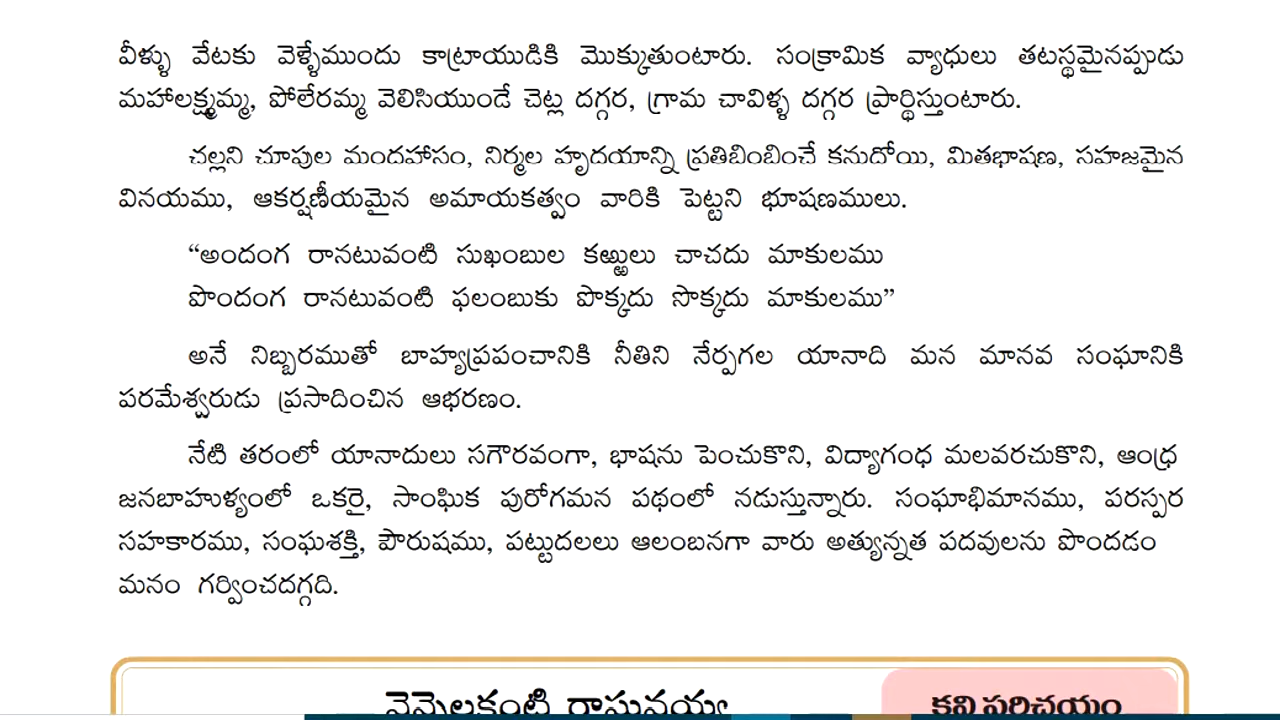 వీళ్ళు వేటకు వెళ్ళేముందు కాట్రాయుడికి మొక్కుతుంటారు. సంక్రామిక వ్యాధులు తటస్థమైనప్పుడు
మహాలక్ష్మమ్మ, పోలేరమ్మ వెలిసియుండే చెట్ల దగ్గర, గ్రామ చావిళ్ళ దగ్గర ప్రార్థిస్తుంటారు.
చల్లని చూపుల మందహాసం, నిర్మల హృదయాన్ని ప్రతిబింబించే కనుదోయి, మితభాషణ, సహజమైన
వినయము, ఆకర్షణీయమైన అమాయకత్వం వారికి పెట్టని భూషణములు.
“అందంగ రానటువంటి సుఖంబుల కఱ్ఱులు చాచదు మాకులము
పొందంగ రానటువంటి ఫలంబుకు పొక్కదు సొక్కదు మాకులము”
అనే నిబ్బరముతో బాహ్యప్రపంచానికి నీతిని నేర్పగల యానాది మన మానవ సంఘానికి
పరమేశ్వరుడు ప్రసాదించిన ఆభరణం.
నేటి తరంలో యానాదులు సగౌరవంగా, భాషను పెంచుకొని, విద్యాగంధ మలవరచుకొని, ఆంధ్ర
జనబాహుళ్యంలో ఒకరై, సాంఘిక పురోగమన పథంలో నడుస్తున్నారు. సంఘాభిమానము, పరస్పర
సహకారము, సంఘశక్తి, పౌరుషము, పట్టుదలలు ఆలంబనగా వారు అత్యున్నత పదవులను పొందడం
మనం గర్వించదగ్గది.
వెన్నెలకంటి రాఘవయ్య
కవి పరిచయం